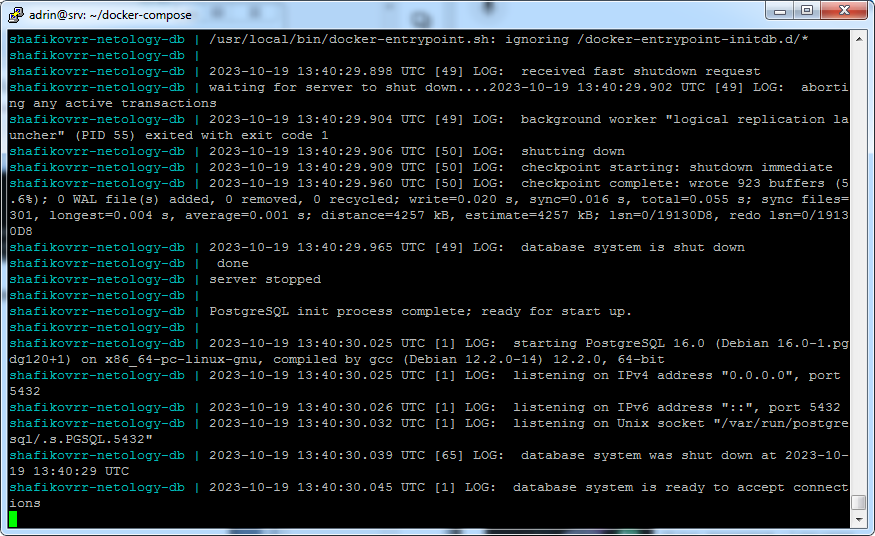 adrin@srv: ~/docker-compose
shafikovrr-netology-db | /usr/local/bin/docker-entrypoint.sh: ignoring /docker-entrypoint-initdb.d/*
shafikovrr-netology-db |
shafikovrr-netology-db | 2023-10-19 13:40:29.898 UTC [49] LOG:  received fast shutdown request
shafikovrr-netology-db | waiting for server to shut down....2023-10-19 13:40:29.902 UTC [49] LOG:  aborti
ng any active transactions
shafikovrr-netology-db | 2023-10-19 13:40:29.904 UTC [49] LOG:  background worker "logical replication la
uncher" (PID 55) exited with exit code 1
shafikovrr-netology-db | 2023-10-19 13:40:29.906 UTC [50] LOG:  shutting down
shafikovrr-netology-db | 2023-10-19 13:40:29.909 UTC [50] LOG:  checkpoint starting: shutdown immediate
shafikovrr-netology-db | 2023-10-19 13:40:29.960 UTC [50] LOG:  checkpoint complete: wrote 923 buffers (5
.6%); 0 WAL file(s) added, 0 removed, 0 recycled; write=0.020 s, sync=0.016 s, total=0.055 s; sync files=
301, longest=0.004 s, average=0.001 s; distance=4257 kB, estimate=4257 kB; lsn=0/19130D8, redo lsn=0/1913
0D8
shafikovrr-netology-db | 2023-10-19 13:40:29.965 UTC [49] LOG:  database system is shut down
shafikovrr-netology-db |  done
shafikovrr-netology-db | server stopped
shafikovrr-netology-db |
shafikovrr-netology-db | PostgreSQL init process complete; ready for start up.
shafikovrr-netology-db |
shafikovrr-netology-db | 2023-10-19 13:40:30.025 UTC [1] LOG:  starting PostgreSQL 16.0 (Debian 16.0-1.pg
dg120+1) on x86_64-pc-linux-gnu, compiled by gcc (Debian 12.2.0-14) 12.2.0, 64-bit
shafikovrr-netology-db | 2023-10-19 13:40:30.025 UTC [1] LOG:  listening on IPv4 address "0.0.0.0", port
5432
shafikovrr-netology-db | 2023-10-19 13:40:30.026 UTC [1] LOG:  listening on IPv6 address "::", port 5432
shafikovrr-netology-db | 2023-10-19 13:40:30.032 UTC [1] LOG:  listening on Unix socket "/var/run/postgre
sql/.s.PGSQL.5432"
shafikovrr-netology-db | 2023-10-19 13:40:30.039 UTC [65] LOG:  database system was shut down at 2023-10-
19 13:40:29 UTC
shafikovrr-netology-db | 2023-10-19 13:40:30.045 UTC [1] LOG:  database system is ready to accept connect
ions